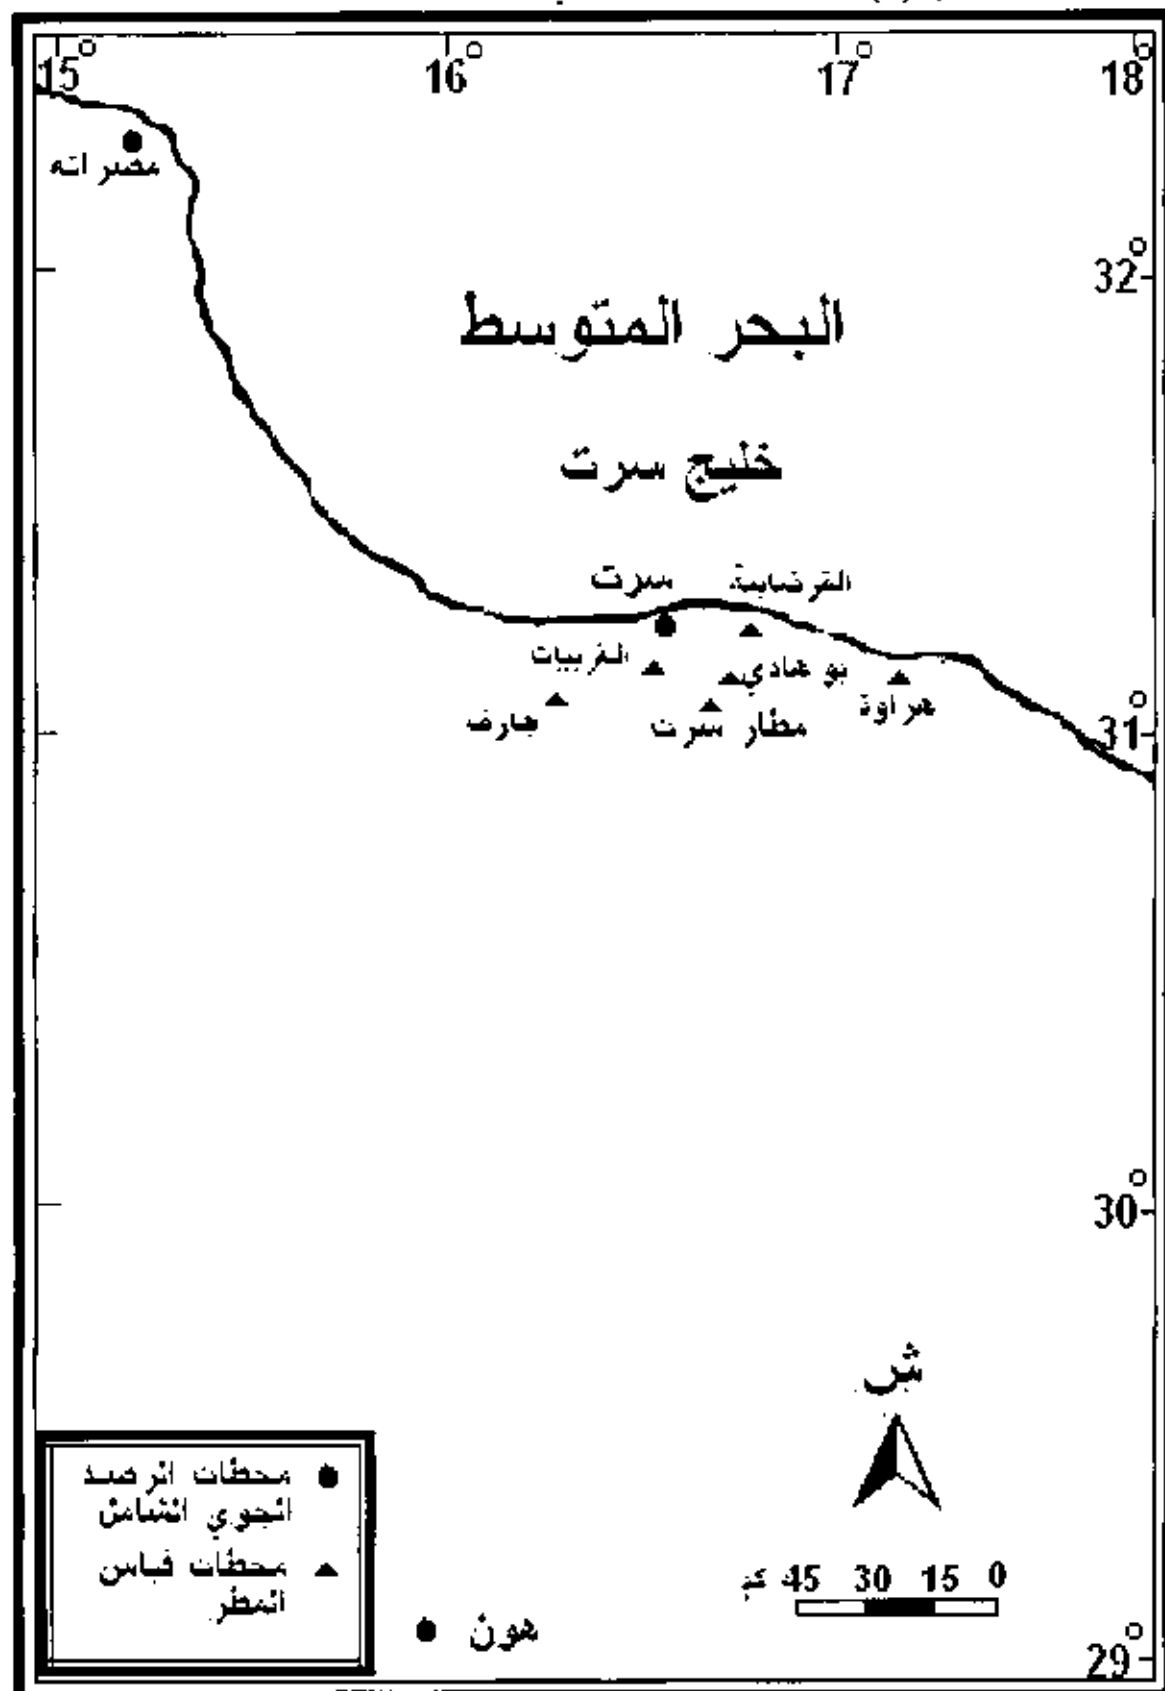 15°
16°
17°
18°
مصراته
32°
البحر المتوسط
خليج سرت
سرت
القرضابية
الغربيات
بو هادي
هراوة
جارف
مطار سرت
31°
30°
ش
محطات الرصد
الجوي الشامل
محطات قياس
المطر
45 30 15 0 كم
هون
29°